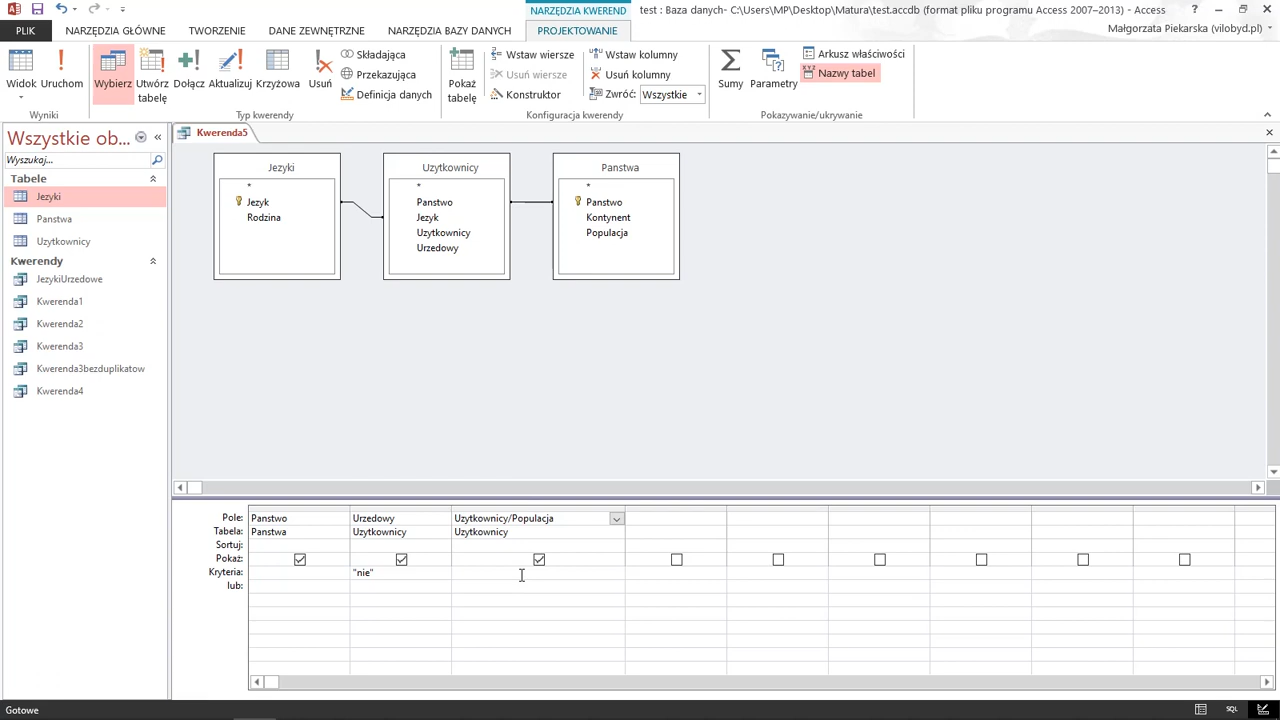 NARZĘDZIA KWEREND
test : Baza danych- C:\Users\MP\Desktop\Matura\test.accdb (format pliku programu Access 2007–2013) - Access
PLIK
NARZĘDZIA GŁÓWNE
TWORZENIE
DANE ZEWNĘTRZNE
NARZĘDZIA BAZY DANYCH
PROJEKTOWANIE
Małgorzata Piekarska (vilobyd.pl)
Widok
Uruchom
Wyniki
Wybierz
Utwórz
tabelę
Dołącz
Aktualizuj
Krzyżowa
Usuń
Składająca
Przekazująca
Definicja danych
Typ kwerendy
Pokaż
tabelę
Wstaw wiersze
Usuń wiersze
Konstruktor
Wstaw kolumny
Usuń kolumny
Zwróć: Wszystkie
Konfiguracja kwerendy
Sumy
Parametry
Arkusz właściwości
Nazwy tabel
Pokazywanie/ukrywanie
Wszystkie ob...
Wyszukaj...
Tabele
Jezyki
Panstwa
Uzytkownicy
Kwerendy
JezykiUrzedowe
Kwerenda1
Kwerenda2
Kwerenda3
Kwerenda3bezduplikatow
Kwerenda4
Kwerenda5
Jezyki
*
Jezyk
Rodzina
Uzytkownicy
*
Panstwo
Jezyk
Uzytkownicy
Urzedowy
Panstwa
*
Panstwo
Kontynent
Populacja
Pole: Panstwo Urzedowy Uzytkownicy/Populacja
Tabela: Panstwa Uzytkownicy Uzytkownicy
Sortuj:
Pokaż:
Kryteria: "nie"
lub:
Gotowe
SQL